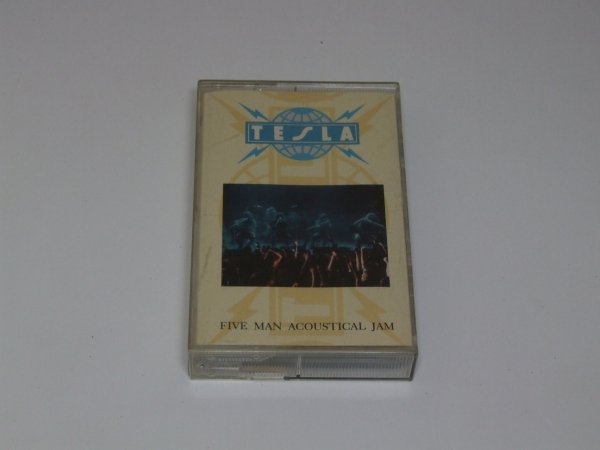 TESLA
FIVE MAN ACOUSTICAL JAM